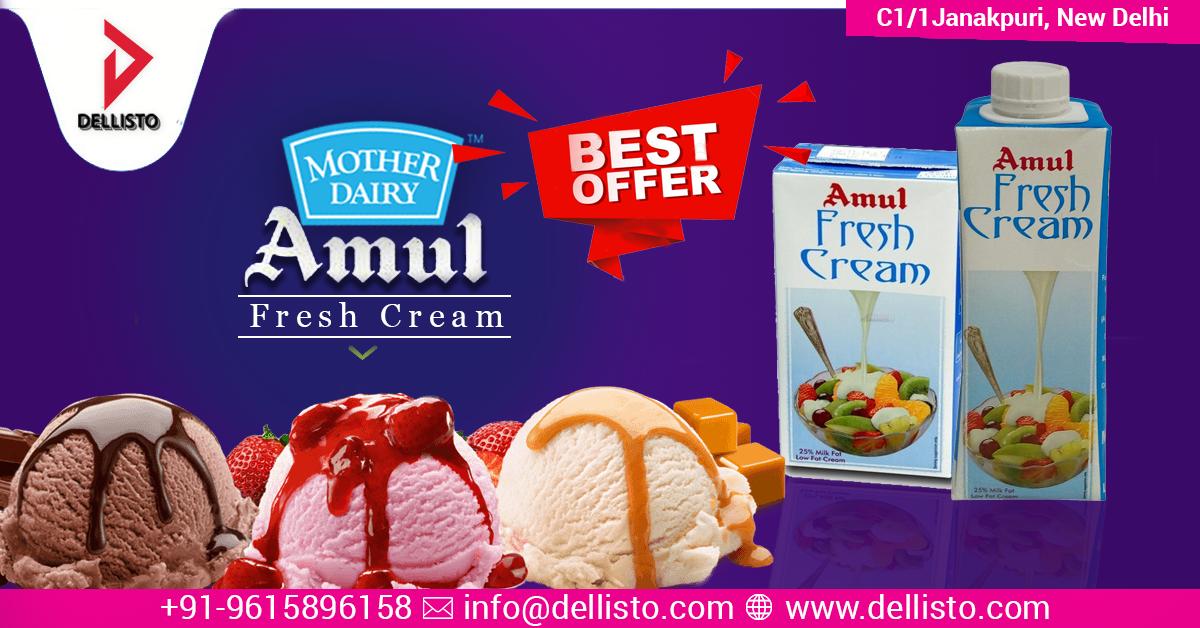 C1/1Janakpuri, New Delhi
DELLISTO
MOTHER
DAIRY
TM
Amul
Fresh Cream
BEST
OFFER
Amul
Fresh
Cream
25% Milk Fat
Low Fat Cream
Amul
Fresh
Cream
25% Milk Fat
Low Fat Cream
+91-9615896158 info@dellisto.com www.dellisto.com